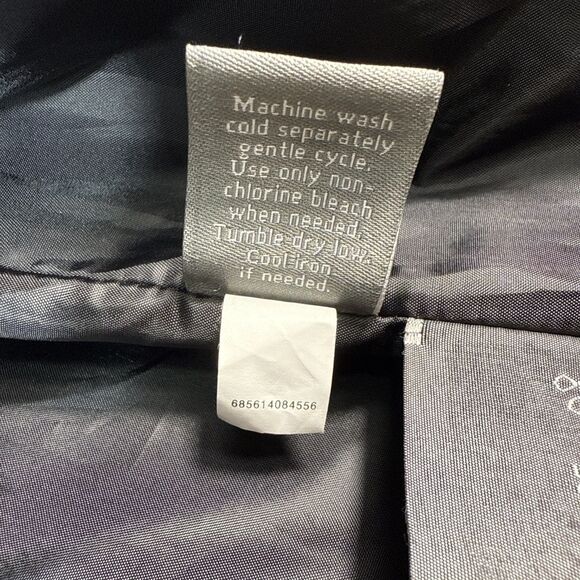 Machine wash
cold separately
gentle cycle.
Use only non-
chlorine bleach
when needed.
Tumble dry low.
Cool iron
if needed.
685614084556